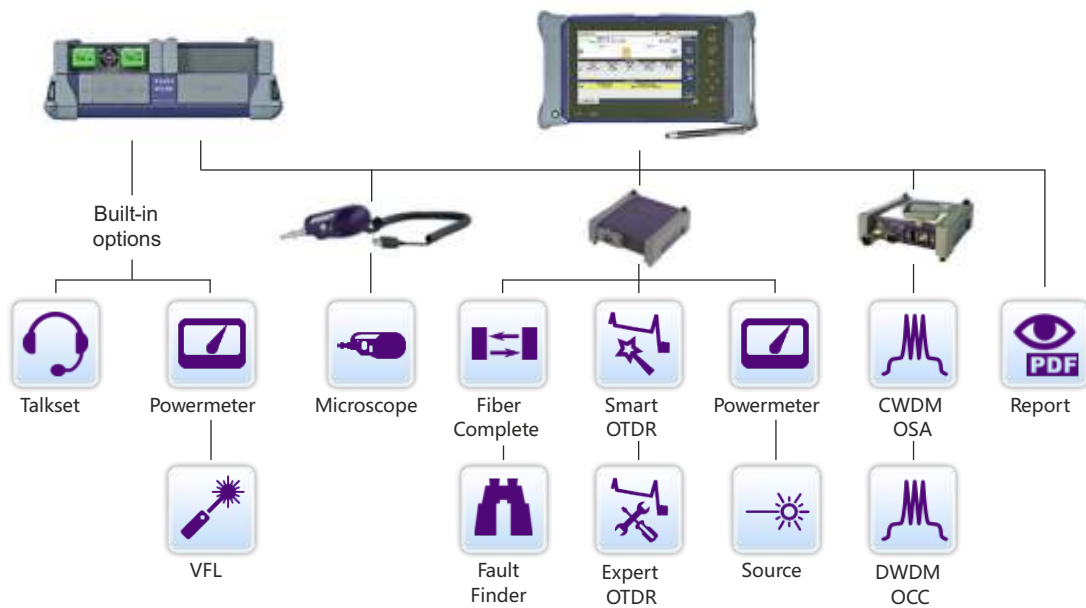 Built-in
options
Talkset
Powermeter
Microscope
Fiber
Complete
Smart
OTDR
Powermeter
CWDM
OSA
PDF
Report
VFL
Fault
Finder
Expert
OTDR
Source
DWDM
OCC